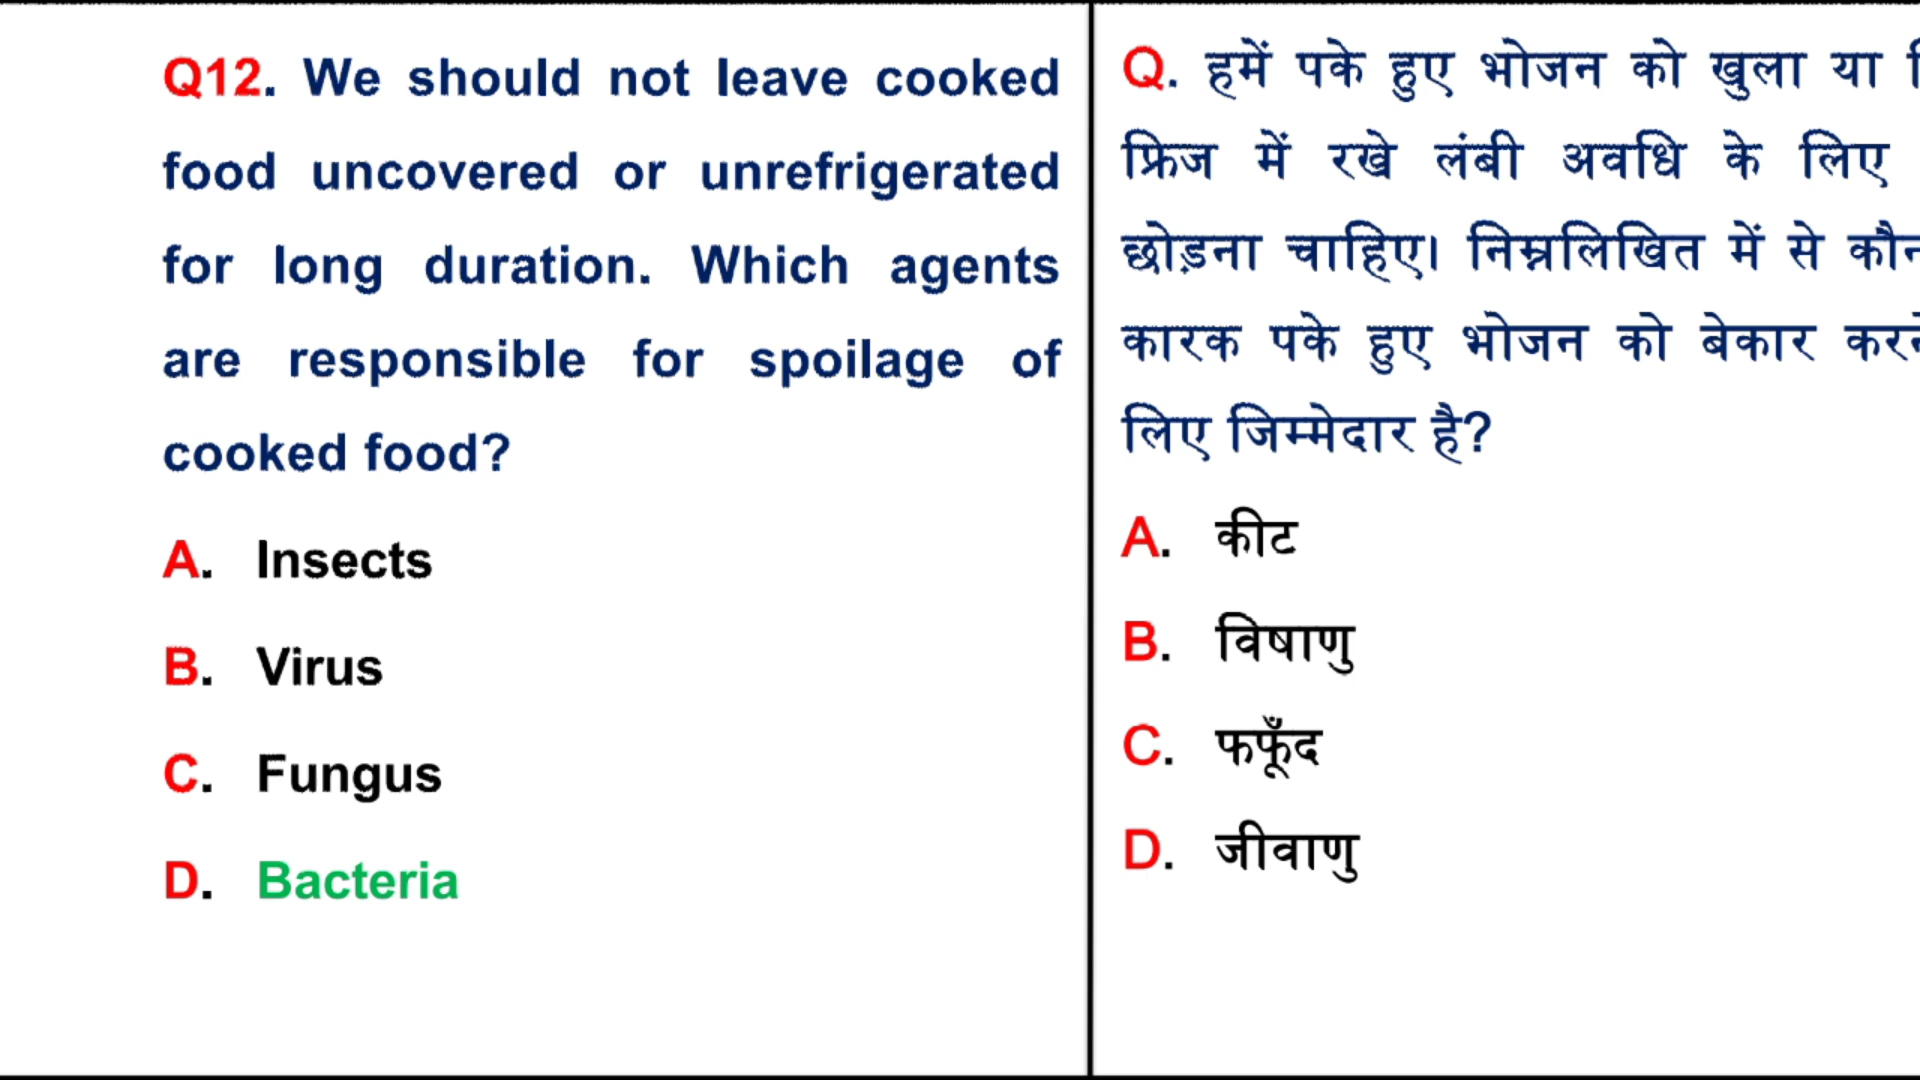 Q12. We should not leave cooked
food uncovered or unrefrigerated
for long duration. Which agents
are responsible for spoilage of
cooked food?
A. Insects
B. Virus
C. Fungus
D. Bacteria
Q. हमें पके हुए भोजन को खुला या
फ्रिज में रखे लंबी अवधि के लिए
छोड़ना चाहिए। निम्नलिखित में से
कारक पके हुए भोजन को बेकार
लिए जिम्मेदार है?
A. कीट
B. विषाणु
C. फफूँद
D. जीवाणु